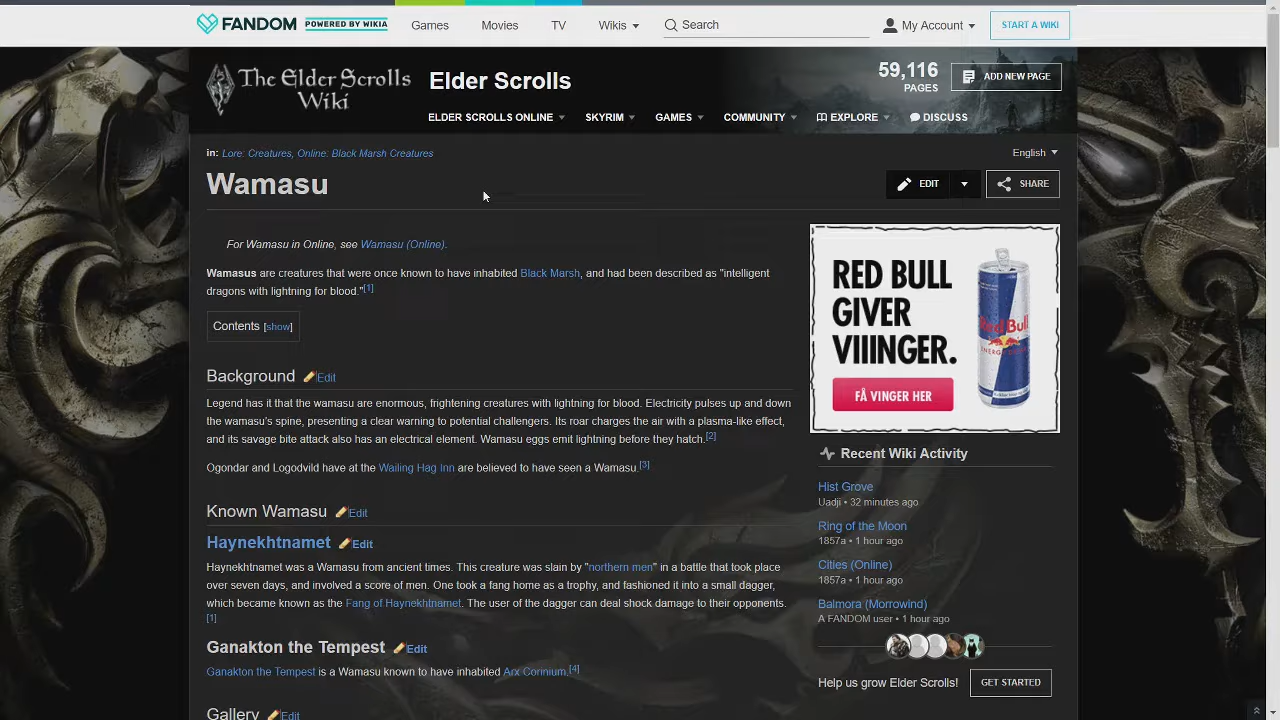 FANDOM POWERED BY WIKIA Games Movies TV Wikis Search My Account START A WIKI
The Elder Scrolls Wiki
Elder Scrolls
59,116 PAGES
ADD NEW PAGE
ELDER SCROLLS ONLINE SKYRIM GAMES COMMUNITY EXPLORE DISCUSS
in: Lore: Creatures, Online: Black Marsh Creatures
English
Wamasu
EDIT SHARE
For Wamasu in Online, see Wamasu (Online).
Wamasus are creatures that were once known to have inhabited Black Marsh, and had been described as "intelligent
dragons with lightning for blood."[1]
Contents [show]
Background Edit
Legend has it that the wamasu are enormous, frightening creatures with lightning for blood. Electricity pulses up and down
the wamasu's spine, presenting a clear warning to potential challengers. Its roar charges the air with a plasma-like effect,
and its savage bite attack also has an electrical element. Wamasu eggs emit lightning before they hatch.[2]
Ogondar and Logodvild have at the Wailing Hag Inn are believed to have seen a Wamasu.[3]
Known Wamasu Edit
Haynekhtnamet Edit
Haynekhtnamet was a Wamasu from ancient times. This creature was slain by "northern men" in a battle that took place
over seven days, and involved a score of men. One took a fang home as a trophy, and fashioned it into a small dagger,
which became known as the Fang of Haynekhtnamet. The user of the dagger can deal shock damage to their opponents.
[1]
Ganakton the Tempest Edit
Ganakton the Tempest is a Wamasu known to have inhabited Arx Corinium.[4]
Gallery Edit
RED BULL
GIVER
VIIINGER.
FÅ VINGER HER
Red Bull
ENERGY DRINK
Recent Wiki Activity
Hist Grove
Uadji • 32 minutes ago
Ring of the Moon
1857a • 1 hour ago
Cities (Online)
1857a • 1 hour ago
Balmora (Morrowind)
A FANDOM user • 1 hour ago
Help us grow Elder Scrolls! GET STARTED